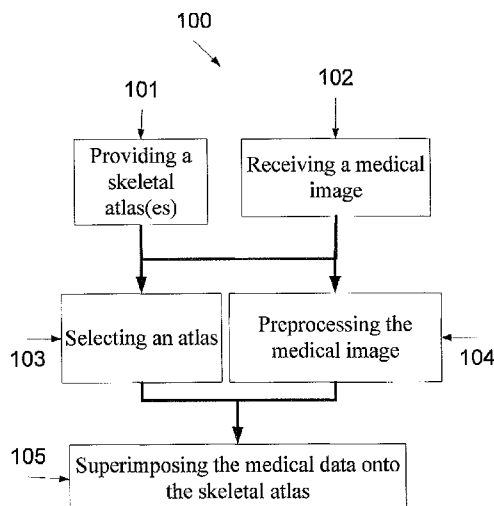 100
101
102
Providing a
skeletal
atlas(es)
Receiving a medical
image
Selecting an atlas
Preprocessing the
medical image
103
104
105
Superimposing the medical data onto
the skeletal atlas